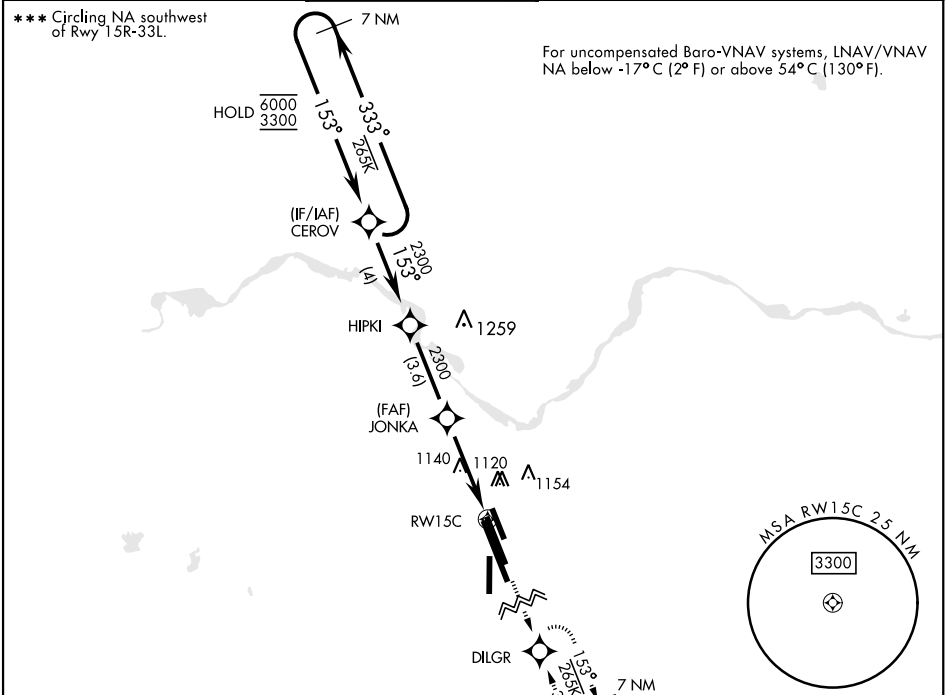 *** Circling NA southwest
of Rwy 15R-33L.
7 NM
For uncompensated Baro-VNAV systems, LNAV/VNAV
NA below -17°C (2°F) or above 54°C (130°F).
HOLD 6000
3300
153°
333°
265K
(IF/IAF)
CEROV
2300
153°
(4)
HIPKI
1259
2300
(3.6)
(FAF)
JONKA
1140
1120
1154
RW15C
MSA RW15C 25 NM
3300
DILGR
153°
265K
7 NM